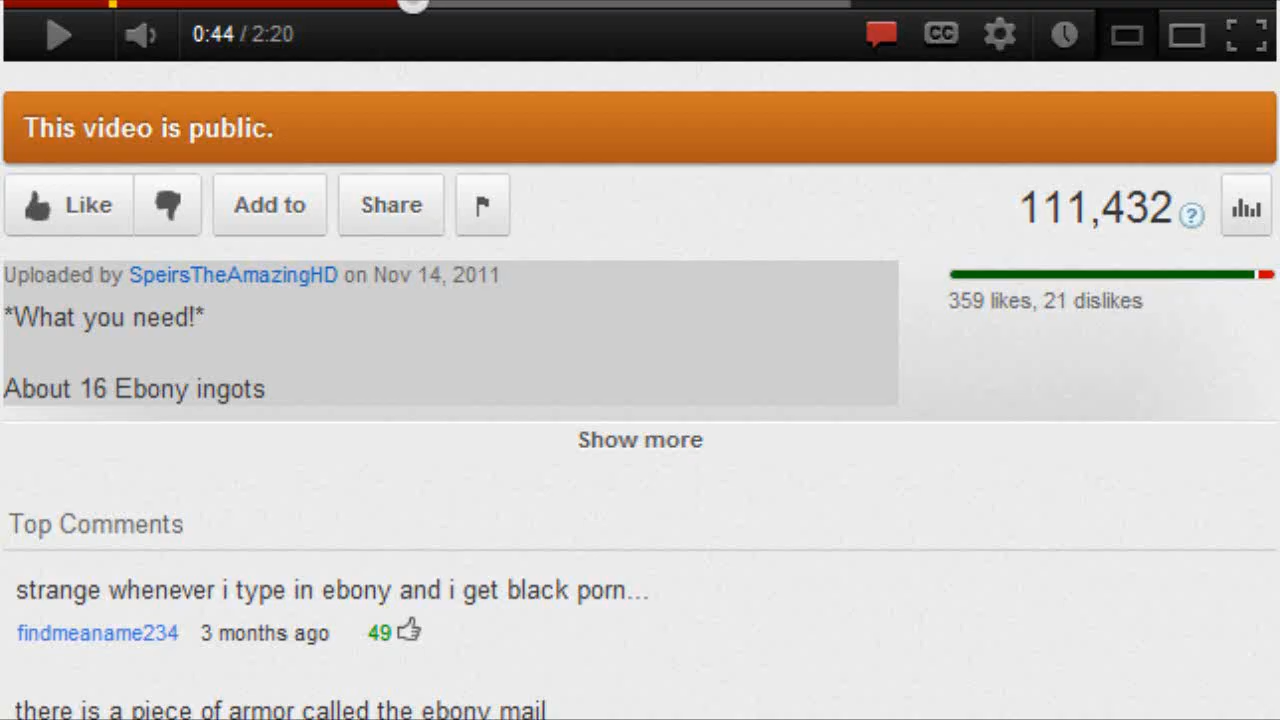 0:44 / 2:20
CC
This video is public.
Like
Add to
Share
111,432 ?
Uploaded by SpeirsTheAmazingHD on Nov 14, 2011
359 likes, 21 dislikes
*What you need!*
About 16 Ebony ingots
Show more
Top Comments
strange whenever i type in ebony and i get black porn...
findmeaname234 3 months ago 49
there is a piece of armor called the ebony mail